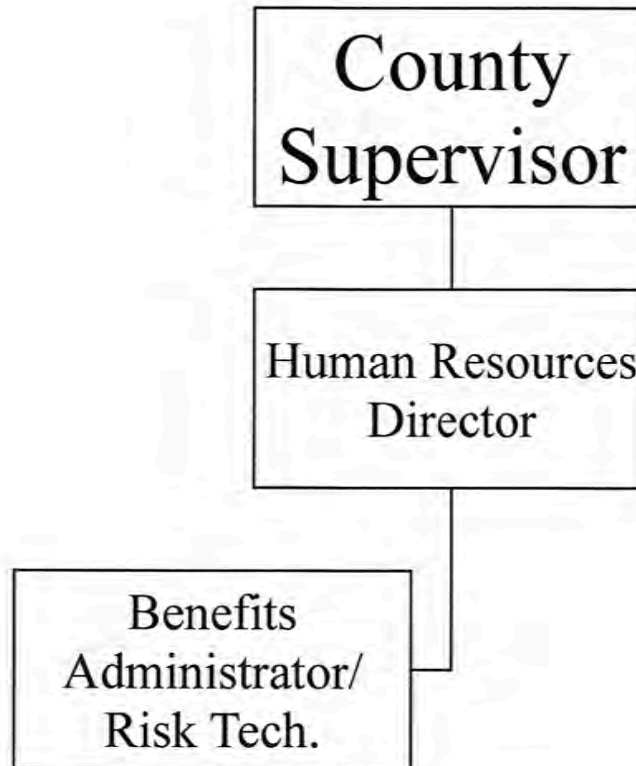 County
Supervisor
Human Resources
Director
Benefits
Administrator/
Risk Tech.